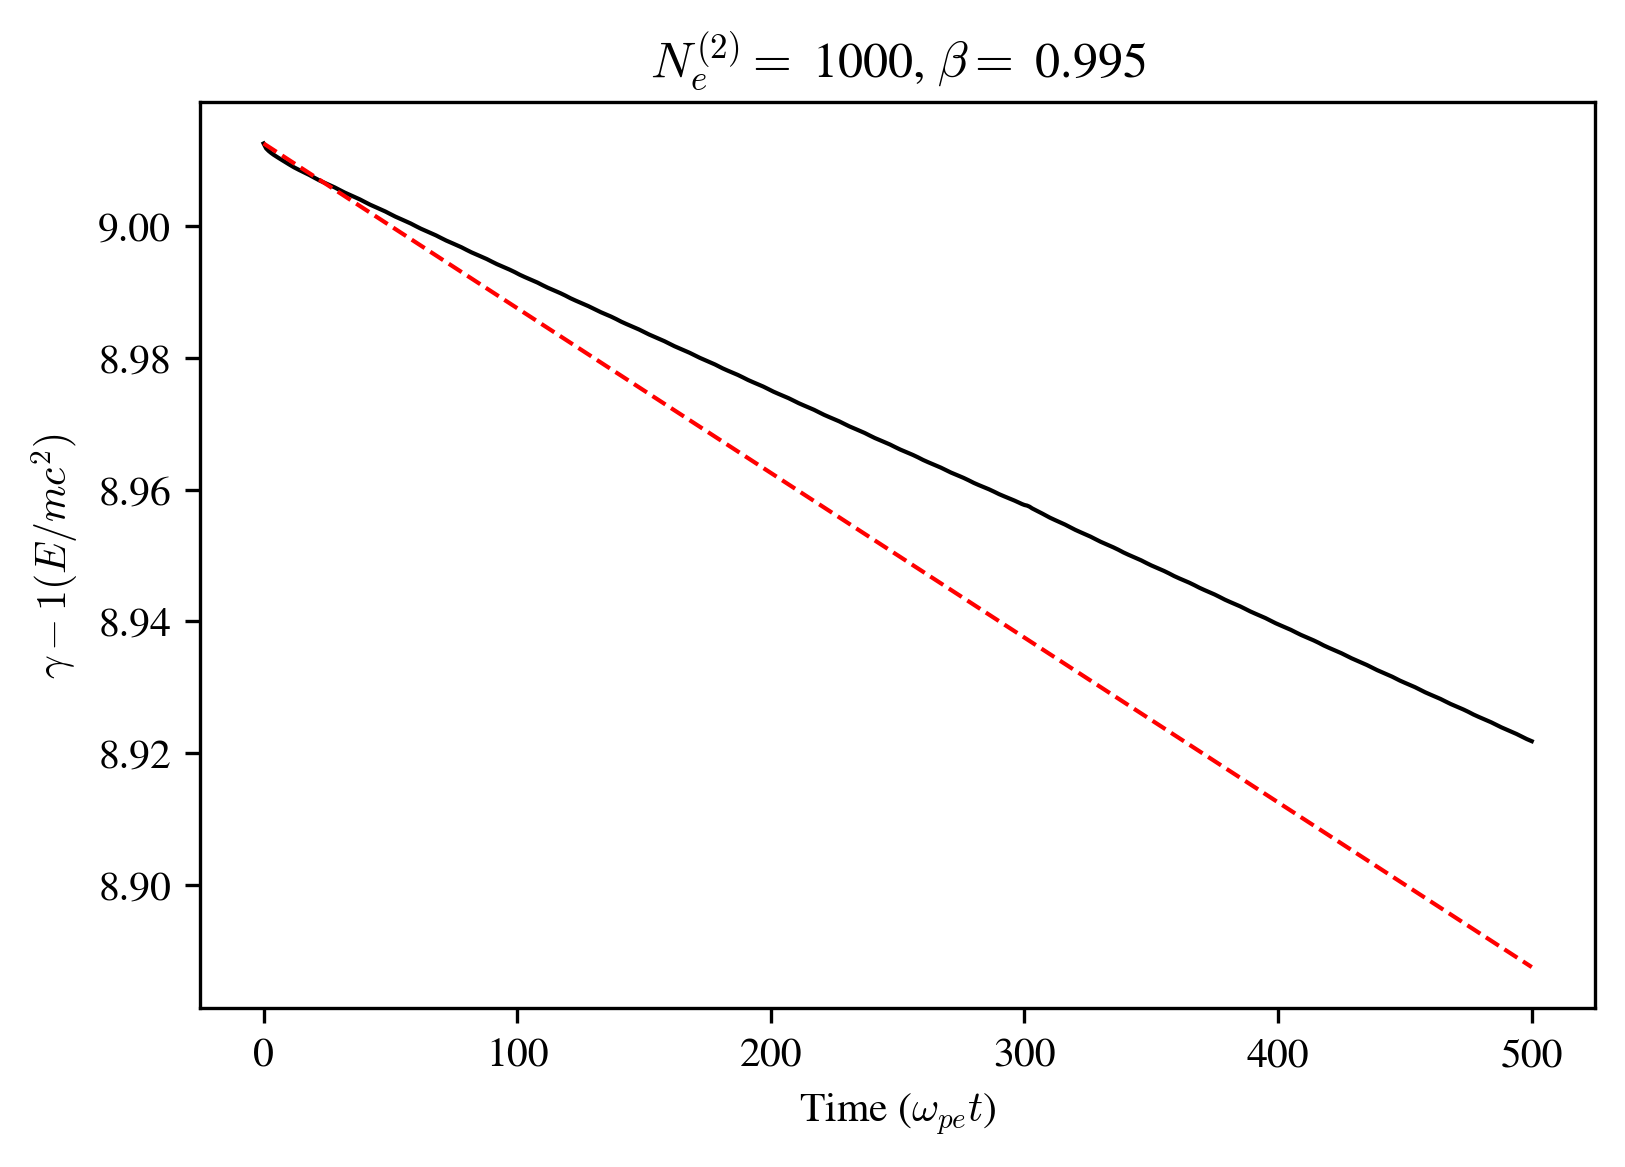 $N_e^{(2)} =$ 1000, $\beta =$ 0.995
$\gamma - 1(E/mc^2)$
9.00
8.98
8.96
8.94
8.92
8.90
0 100 200 300 400 500
Time ($\omega_{pe}t$)